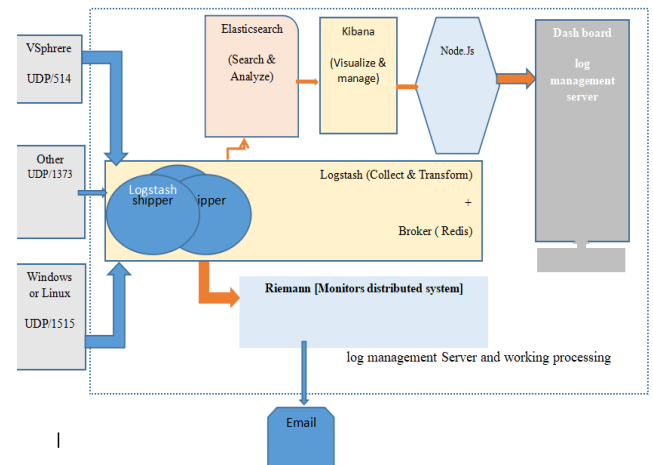 VSphrere
UDP/514
Other
UDP/1373
Windows
or Linux
UDP/1515
Elasticsearch
(Search &
Analyze)
Kibana
(Visualize &
manage)
Node.Js
Dash board
log
management
server
Logstash
shipper
ipper
Logstash (Collect & Transform)
+
Broker ( Redis)
Riemann [Monitors distributed system]
log management Server and working processing
Email